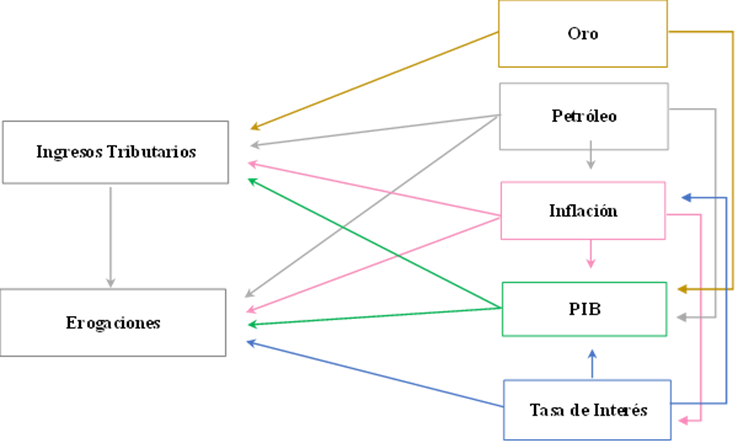 Oro
Petróleo
Ingresos Tributarios
Inflación
PIB
Erogaciones
Tasa de Interés